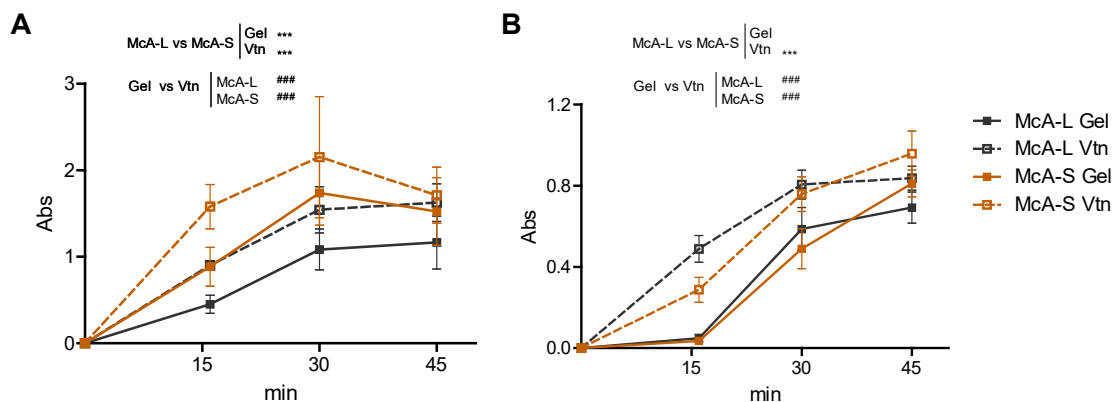 A
McA-L vs McA-S
Gel ***
Vtn ***
Gel vs Vtn
McA-L ###
McA-S ###
3
2
1
0
Abs
15 30 45
min
B
McA-L vs McA-S
Gel
Vtn ***
Gel vs Vtn
McA-L ###
McA-S ###
1.2
0.8
0.4
0.0
Abs
15 30 45
min
McA-L Gel
McA-L Vtn
McA-S Gel
McA-S Vtn